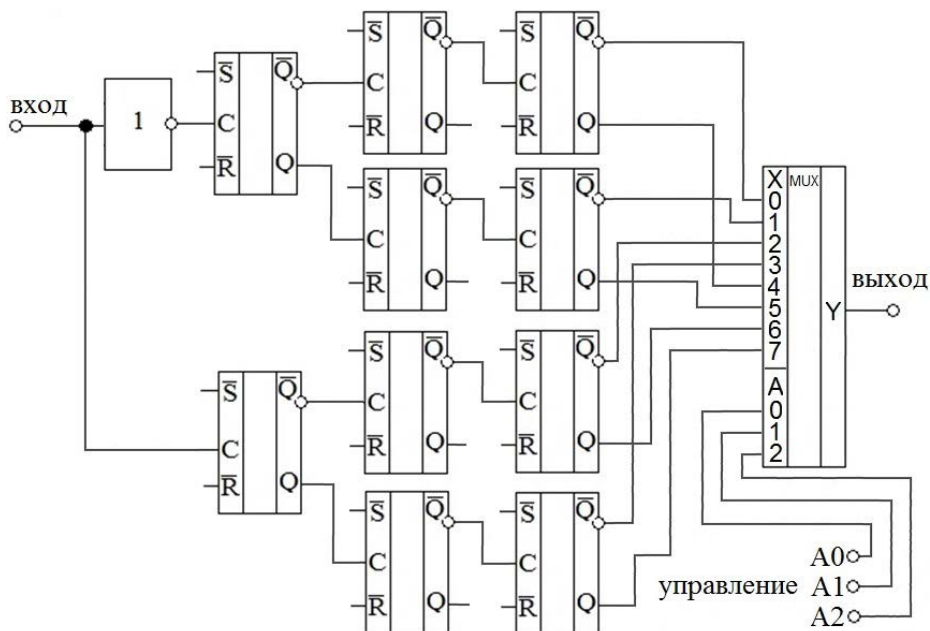 S̅ Q̅ S̅ Q̅
S̅ Q̅ C C
вход
1 C R̅ Q R̅ Q
R̅ Q S̅ Q̅ S̅ Q̅
X MUX
0
C C
1
2
3
R̅ Q R̅ Q
4
5
Y выход
6
7
S̅ Q̅ S̅ Q̅
S̅ Q̅ C C
A
0
1
2
C R̅ Q R̅ Q
R̅ Q S̅ Q̅ S̅ Q̅
C C
A0
управление A1
R̅ Q R̅ Q
A2